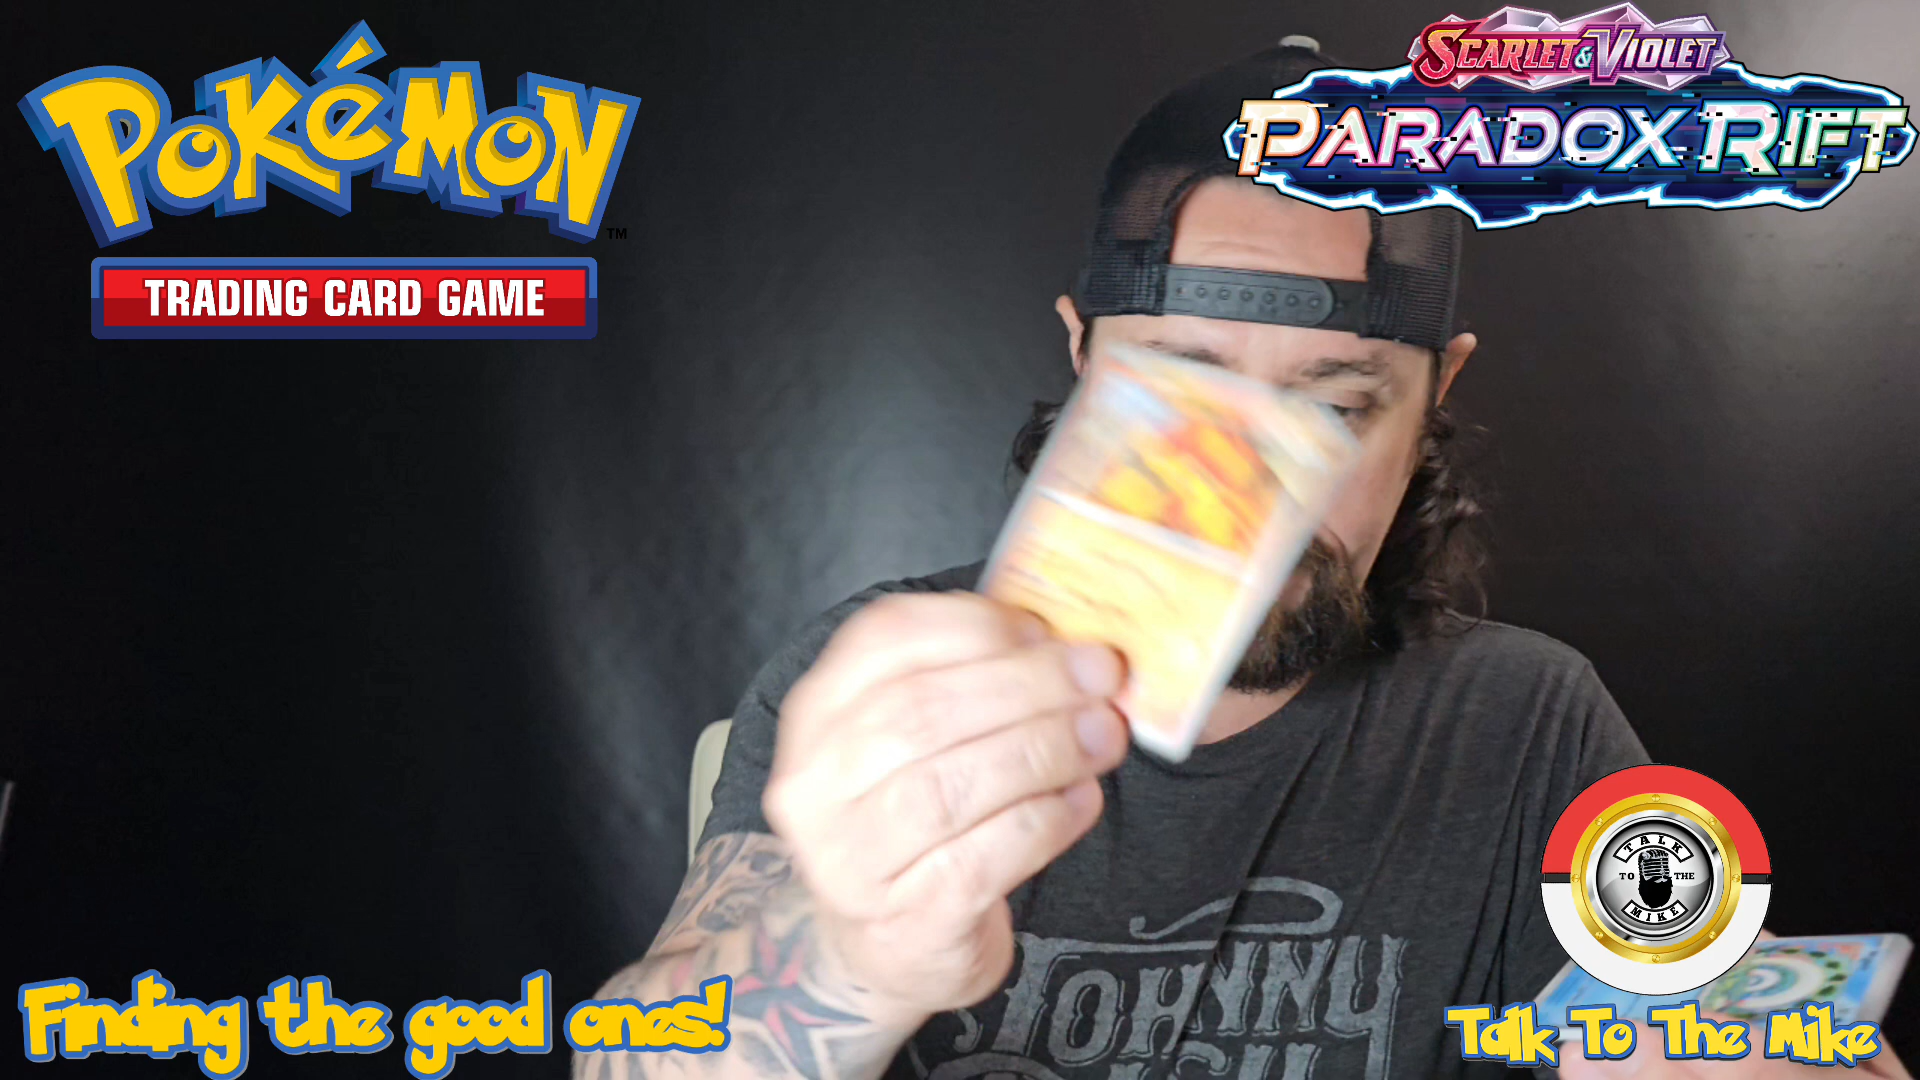 POKéMON
TM
TRADING CARD GAME
SCARLET & VIOLET
PARADOX RIFT
TALK
TO THE
MIKE
JOHNNY
Finding the good ones!
Talk To The Mike